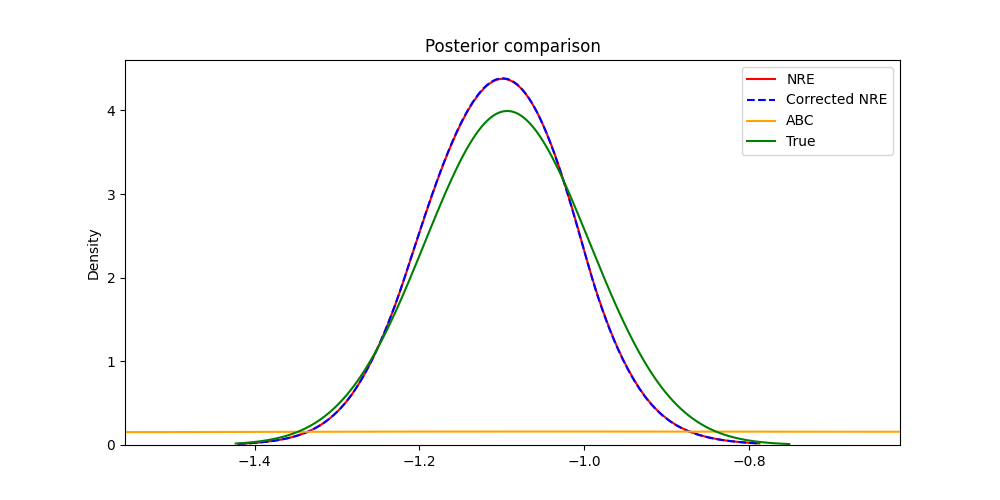 Posterior comparison
NRE
Corrected NRE
ABC
True
Density
4
3
2
1
0
−1.4
−1.2
−1.0
−0.8